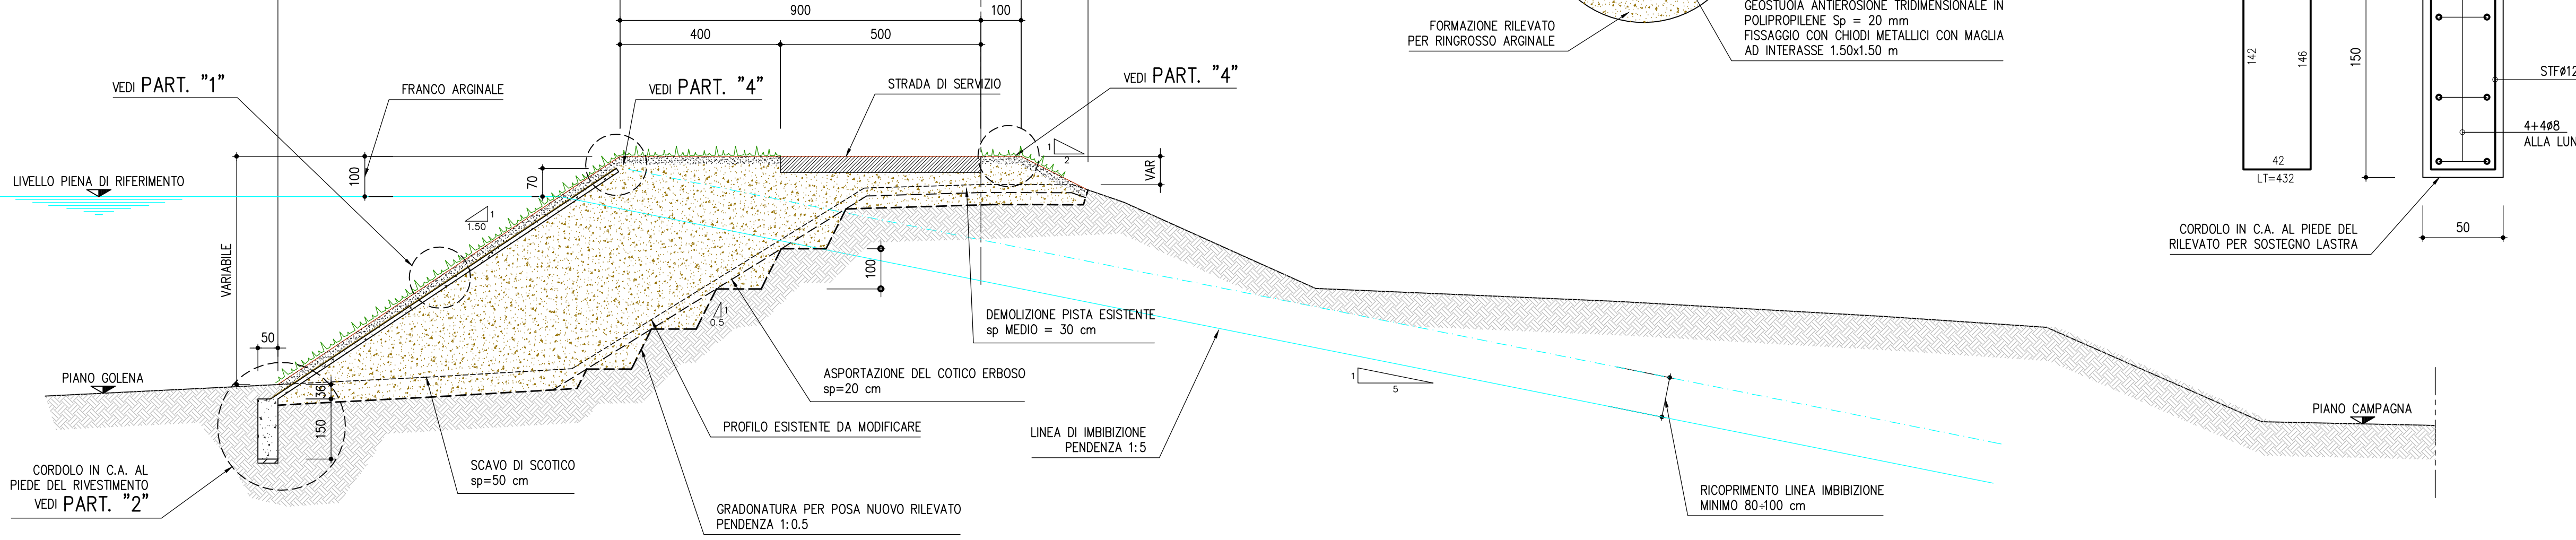 900
100
400
500
VEDI PART. "1"
FRANCO ARGINALE
VEDI PART. "4"
STRADA DI SERVIZIO
VEDI PART. "4"
FORMAZIONE RILEVATO
PER RINGROSSO ARGINALE
GEOSTUOIA ANTIEROSIONE TRIDIMENSIONALE IN
POLIPROPILENE Sp = 20 mm
FISSAGGIO CON CHIODI METALLICI CON MAGLIA
AD INTERASSE 1.50x1.50 m
142
146
42
LT=432
150
STFø12
4+4ø8
ALLA LUN
CORDOLO IN C.A. AL PIEDE DEL
RILEVATO PER SOSTEGNO LASTRA
50
LIVELLO PIENA DI RIFERIMENTO
100
70
1
2
VAR
1
1.50
VARIABILE
100
1
0.5
50
DEMOLIZIONE PISTA ESISTENTE
sp MEDIO = 30 cm
PIANO GOLENA
36
150
ASPORTAZIONE DEL COTICO ERBOSO
sp=20 cm
1
5
PROFILO ESISTENTE DA MODIFICARE
LINEA DI IMBIBIZIONE
PENDENZA 1:5
PIANO CAMPAGNA
CORDOLO IN C.A. AL
PIEDE DEL RIVESTIMENTO
VEDI PART. "2"
SCAVO DI SCOTICO
sp=50 cm
GRADONATURA PER POSA NUOVO RILEVATO
PENDENZA 1:0.5
RICOPRIMENTO LINEA IMBIBIZIONE
MINIMO 80÷100 cm